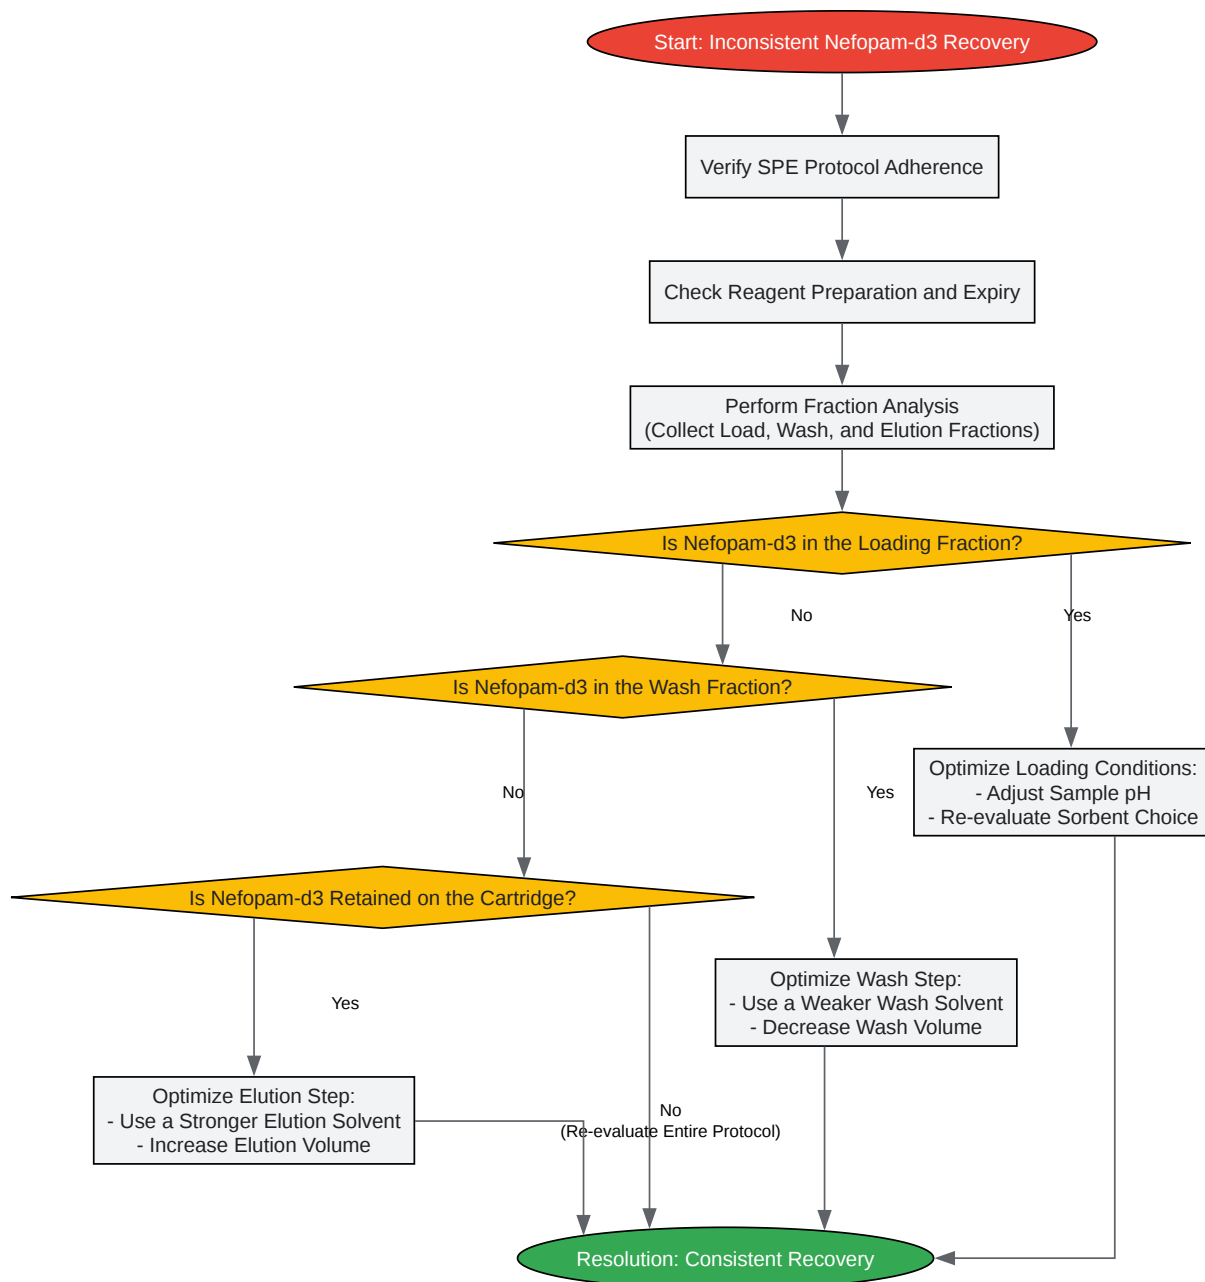 Start: Inconsistent Nefopam-d3 Recovery
Verify SPE Protocol Adherence
Check Reagent Preparation and Expiry
Perform Fraction Analysis
(Collect Load, Wash, and Elution Fractions)
Is Nefopam-d3 in the Loading Fraction?
No
Yes
Is Nefopam-d3 in the Wash Fraction?
Optimize Loading Conditions:
- Adjust Sample pH
- Re-evaluate Sorbent Choice
No
Yes
Is Nefopam-d3 Retained on the Cartridge?
Optimize Wash Step:
- Use a Weaker Wash Solvent
- Decrease Wash Volume
Yes
Optimize Elution Step:
- Use a Stronger Elution Solvent
- Increase Elution Volume
No
(Re-evaluate Entire Protocol)
Resolution: Consistent Recovery